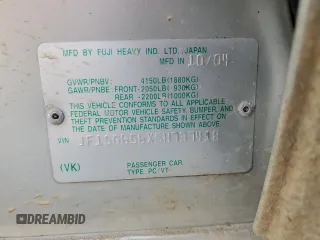 MFD BY FUJI HEAVY IND. LTD., JAPAN
MFD IN 10/04
GVWR/PNBV: 4150LB(1880KG)
GAWR/PNBE: FRONT-2050LB( 930KG)
REAR -2200LB(1000KG)
THIS VEHICLE CONFORMS TO ALL APPLICABLE
FEDERAL MOTOR VEHICLE SAFETY, BUMPER, AND
THEFT PREVENTION STANDARDS IN EFFECT ON
THE DATE OF MANUFACTURE SHOWN ABOVE.
VIN
(VK)
PASSENGER CAR
TYPE: PC/VT
DREAMBID